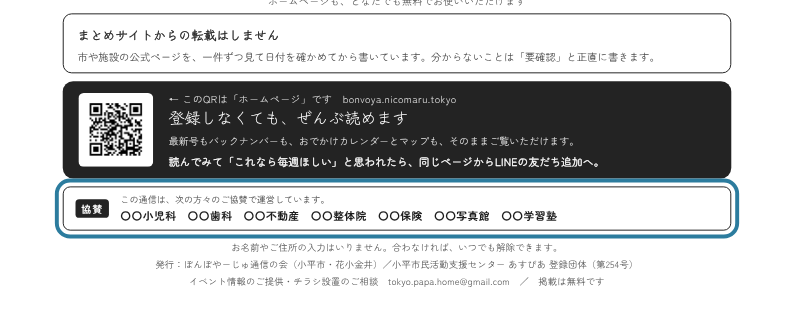 ホームページも、どなたでも無料でお使いいただけます
まとめサイトからの転載はしません
市や施設の公式ページを、一件ずつ見て日付を確かめてから書いています。分からないことは「要確認」と正直に書きます。
← このQRは「ホームページ」です　bonvoya.nicomaru.tokyo
登録しなくても、ぜんぶ読めます
最新号もバックナンバーも、おでかけカレンダーとマップも、そのままご覧いただけます。
読んでみて「これなら毎週ほしい」と思われたら、同じページからLINEの友だち追加へ。
協賛
この通信は、次の方々のご協賛で運営しています。
〇〇小児科　〇〇歯科　〇〇不動産　〇〇整体院　〇〇保険　〇〇写真館　〇〇学習塾
お名前やご住所の入力はいりません。合わなければ、いつでも解除できます。
発行：ぼんぼやーじゅ通信の会（小平市・花小金井）／小平市民活動支援センター あすぴあ 登録団体（第254号）
イベント情報のご提供・チラシ設置のご相談　tokyo.papa.home@gmail.com　／　掲載は無料です